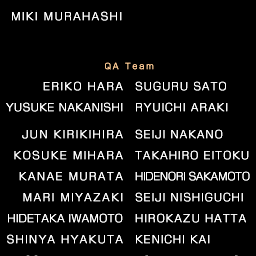 MIKI MURAHASHI
QA Team
ERIKO HARA SUGURU SATO
YUSUKE NAKANISHI RYUICHI ARAKI
JUN KIRIKIHIRA SEIJI NAKANO
KOSUKE MIHARA TAKAHIRO EITOKU
KANAE MURATA HIDENORI SAKAMOTO
MARI MIYAZAKI SEIJI NISHIGUCHI
HIDETAKA IWAMOTO HIROKAZU HATTA
SHINYA HYAKUTA KENICHI KAI